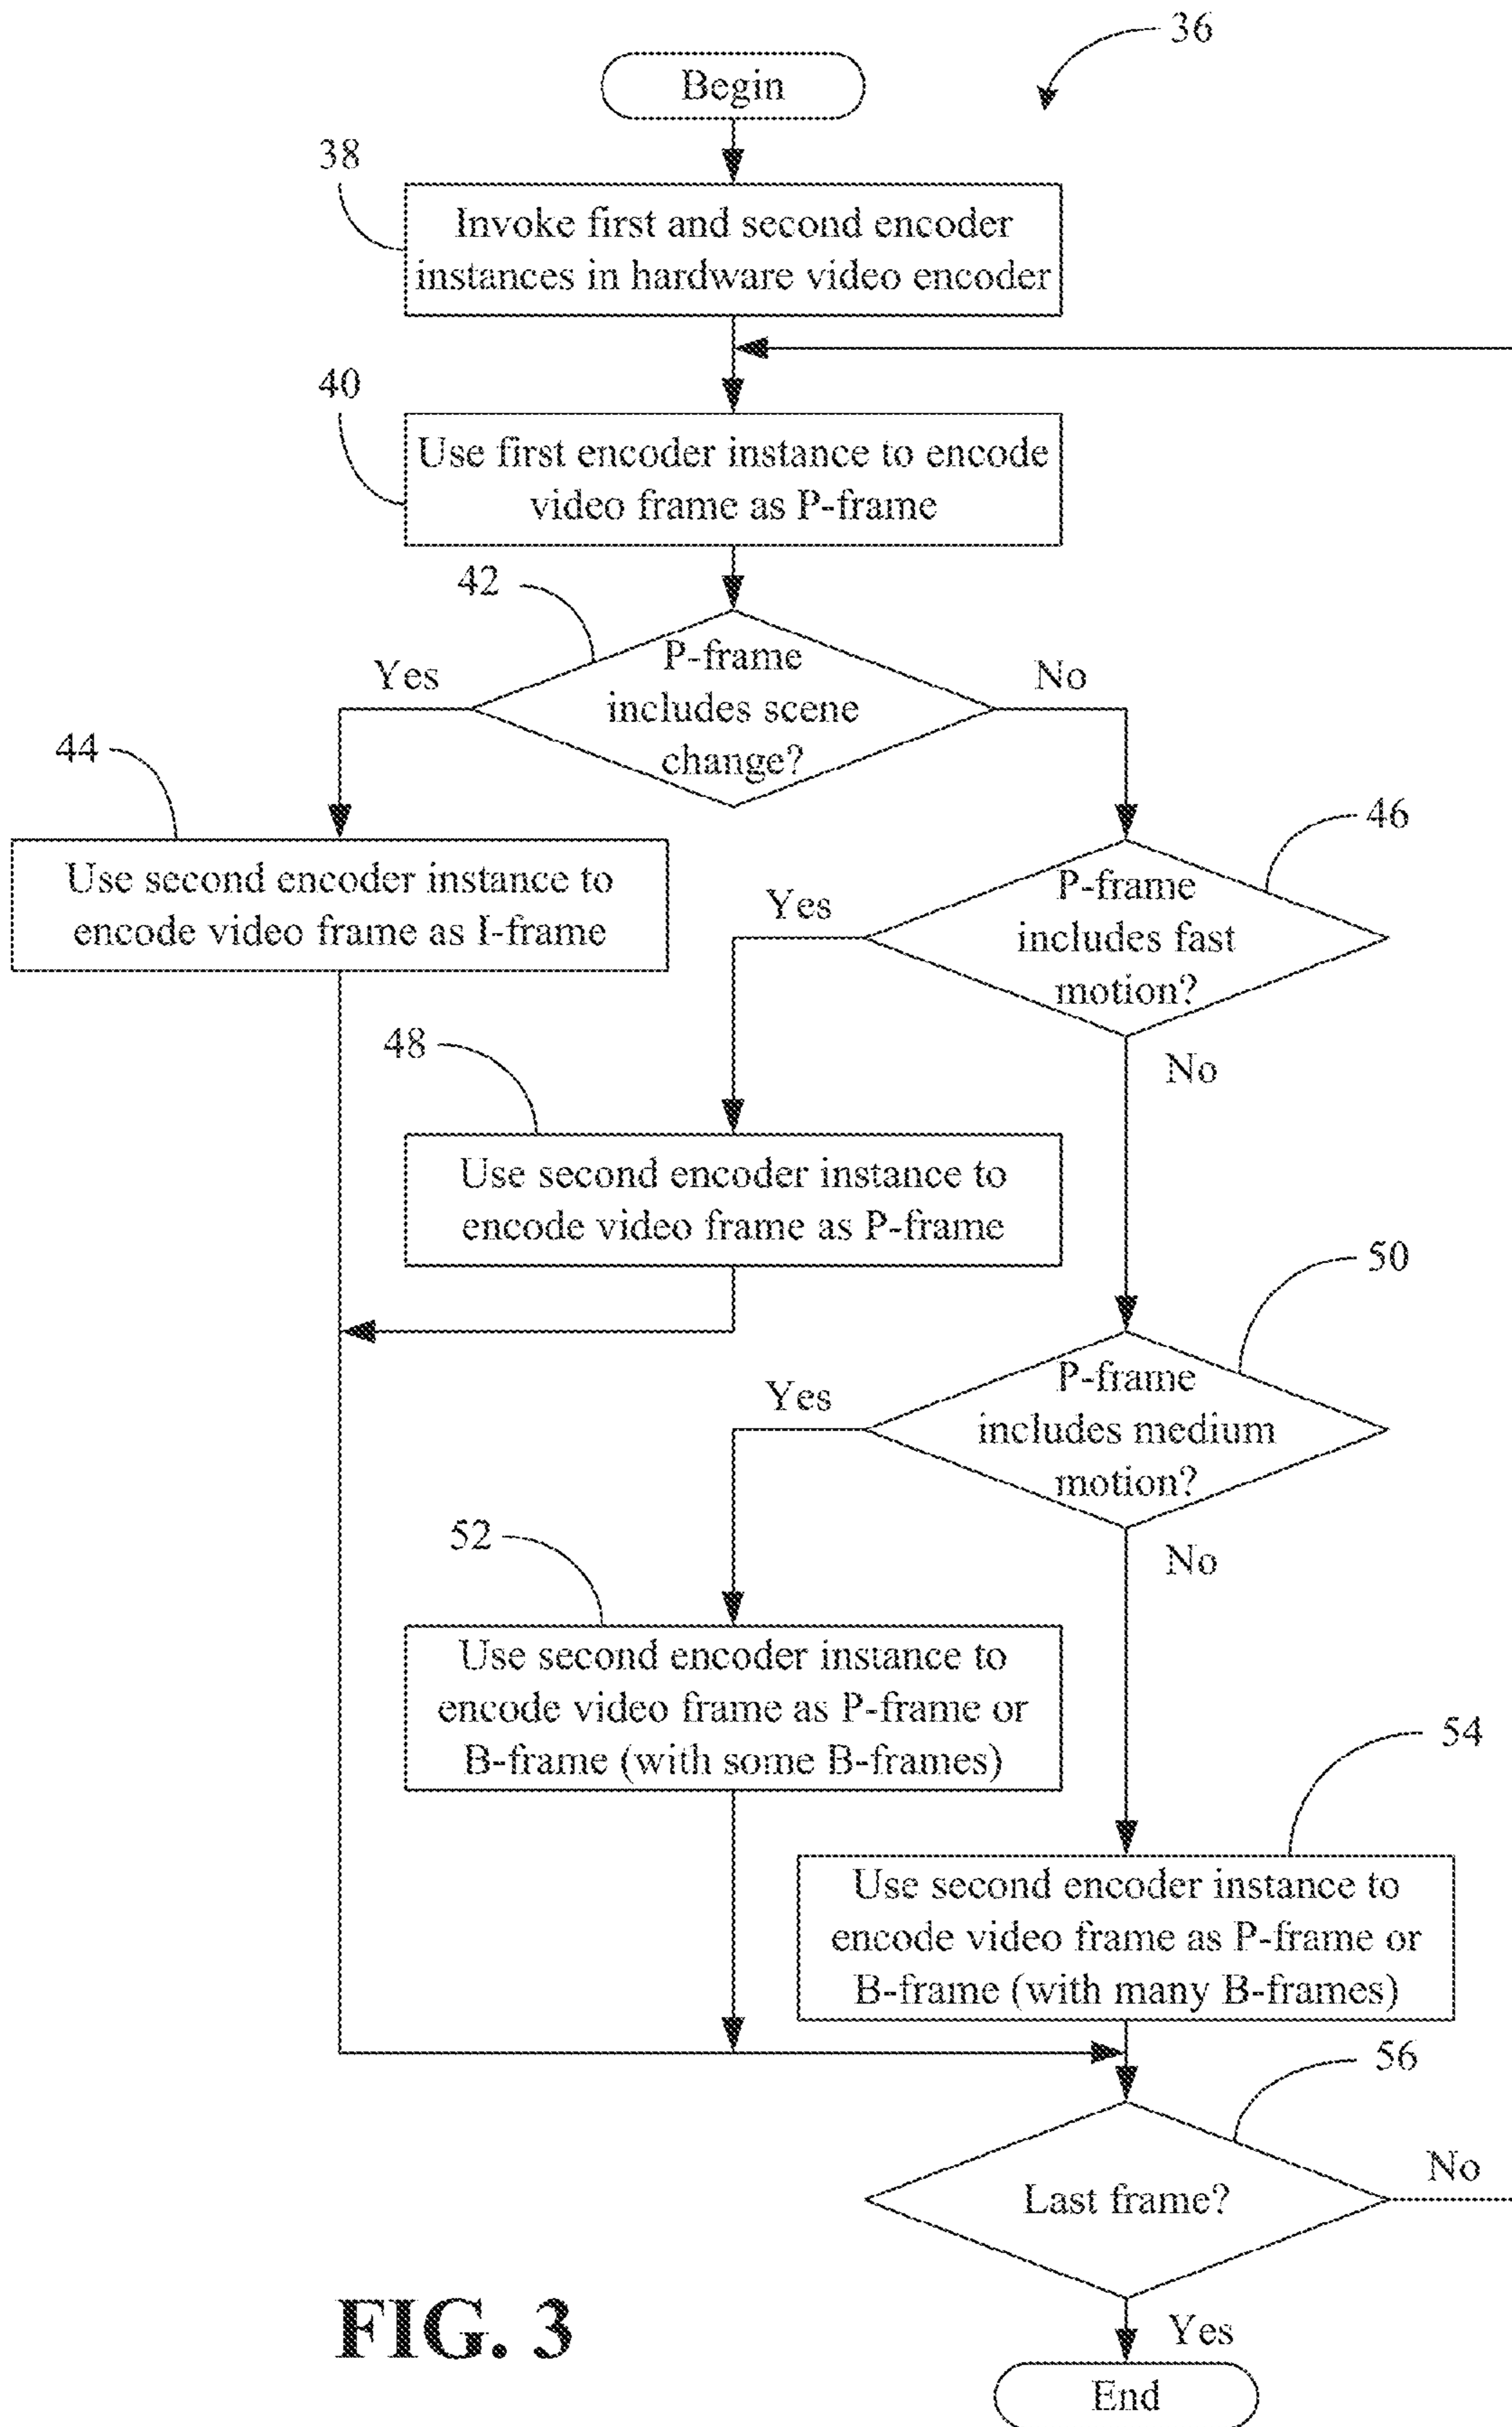 36
Begin
38
Invoke first and second encoder
instances in hardware video encoder
40
Use first encoder instance to encode
video frame as P-frame
42
P-frame
includes scene
change?
Yes
No
44
Use second encoder instance to
encode video frame as I-frame
46
P-frame
includes fast
motion?
Yes
No
48
Use second encoder instance to
encode video frame as P-frame
50
P-frame
includes medium
motion?
Yes
No
52
Use second encoder instance to
encode video frame as P-frame or
B-frame (with some B-frames)
54
Use second encoder instance to
encode video frame as P-frame or
B-frame (with many B-frames)
56
Last frame?
No
Yes
End
FIG. 3